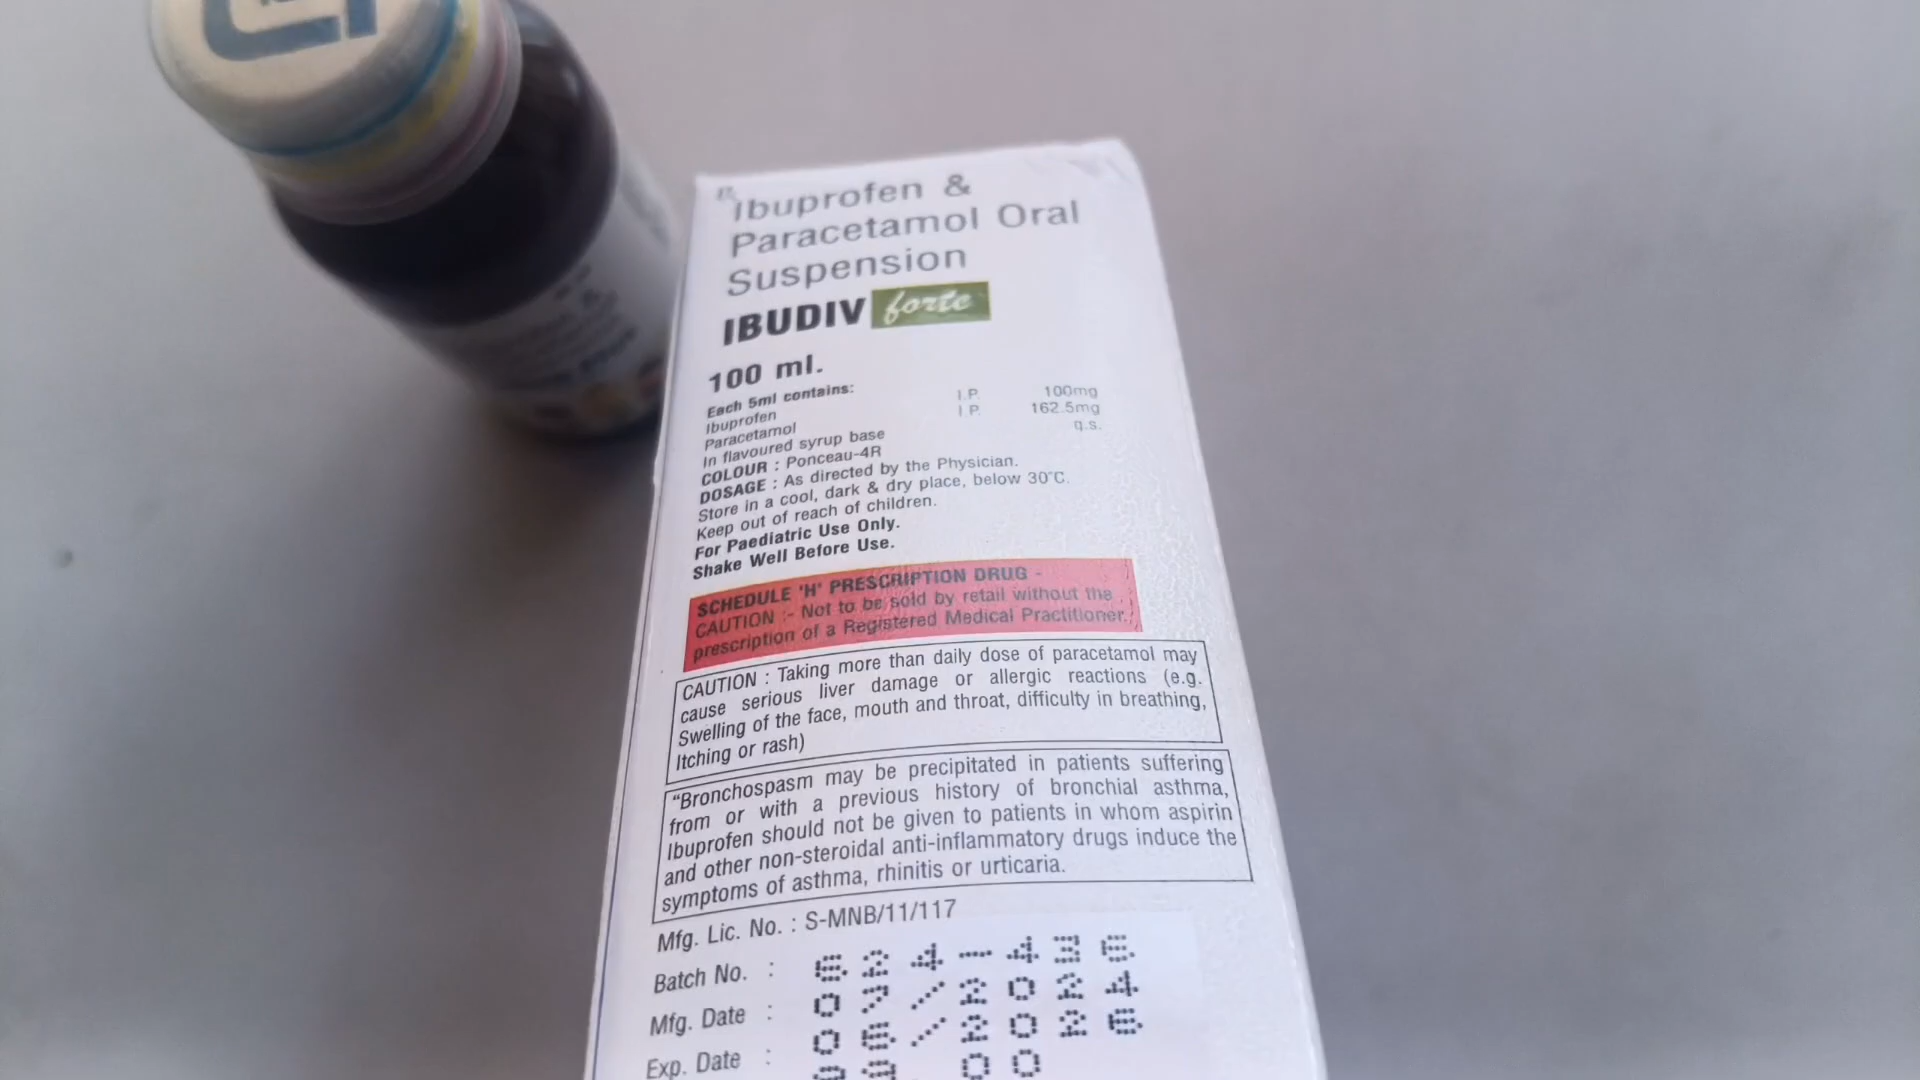 Rx Ibuprofen &
Paracetamol Oral
Suspension
IBUDIV forte
100 ml.
Each 5ml contains:
Ibuprofen I.P. 100mg
Paracetamol I.P. 162.5mg
In flavoured syrup base q.s.
COLOUR : Ponceau-4R
DOSAGE : As directed by the Physician.
Store in a cool, dark & dry place, below 30°C.
Keep out of reach of children.
For Paediatric Use Only.
Shake Well Before Use.
SCHEDULE 'H' PRESCRIPTION DRUG -
CAUTION :- Not to be sold by retail without the
prescription of a Registered Medical Practitioner.
CAUTION : Taking more than daily dose of paracetamol may
cause serious liver damage or allergic reactions (e.g.
Swelling of the face, mouth and throat, difficulty in breathing,
Itching or rash)
"Bronchospasm may be precipitated in patients suffering
from or with a previous history of bronchial asthma,
Ibuprofen should not be given to patients in whom aspirin
and other non-steroidal anti-inflammatory drugs induce the
symptoms of asthma, rhinitis or urticaria.
Mfg. Lic. No. : S-MNB/11/117
Batch No. :
Mfg. Date : 07/2024
Exp. Date : 06/2026